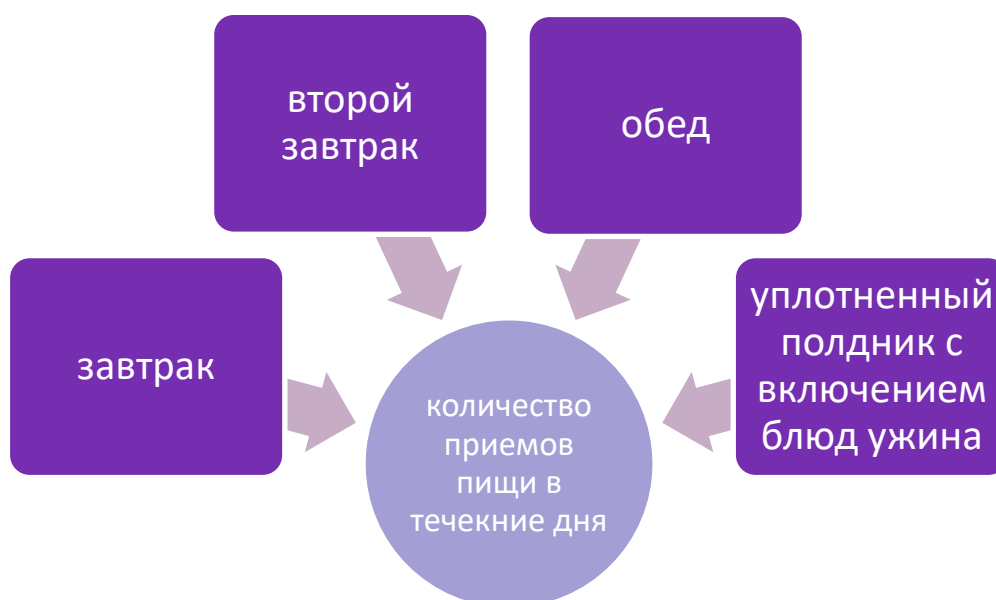 завтрак
второй
завтрак
обед
уплотненный
полдник с
включением
блюд ужина
количество
приемов
пищи в
течекние дня